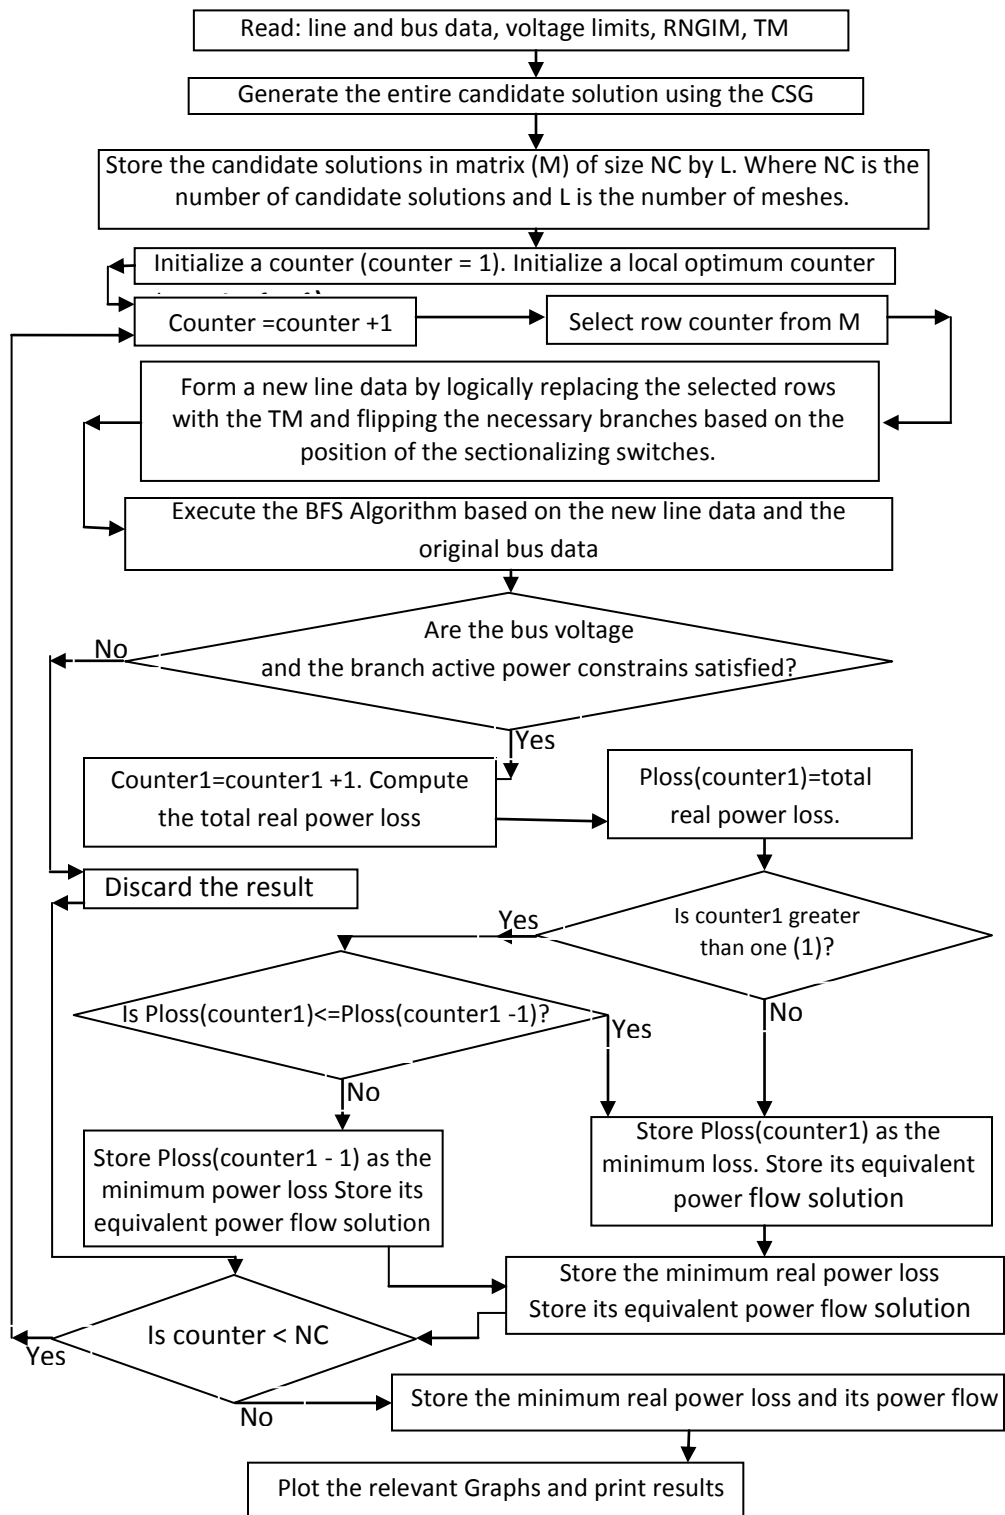 Read: line and bus data, voltage limits, RNGIM, TM
Generate the entire candidate solution using the CSG
Store the candidate solutions in matrix (M) of size NC by L. Where NC is the
number of candidate solutions and L is the number of meshes.
Initialize a counter (counter = 1). Initialize a local optimum counter
Counter =counter +1
Select row counter from M
Form a new line data by logically replacing the selected rows
with the TM and flipping the necessary branches based on the
position of the sectionalizing switches.
Execute the BFS Algorithm based on the new line data and the
original bus data
No
Are the bus voltage
and the branch active power constrains satisfied?
Yes
Counter1=counter1 +1. Compute
the total real power loss
Ploss(counter1)=total
real power loss.
Discard the result
Yes
Is counter1 greater
than one (1)?
Is Ploss(counter1)<=Ploss(counter1 -1)?
Yes
No
No
Store Ploss(counter1 - 1) as the
minimum power loss Store its
equivalent power flow solution
Store Ploss(counter1) as the
minimum loss. Store its equivalent
power flow solution
Store the minimum real power loss
Store its equivalent power flow solution
Is counter < NC
Yes
No
Store the minimum real power loss and its power flow
Plot the relevant Graphs and print results